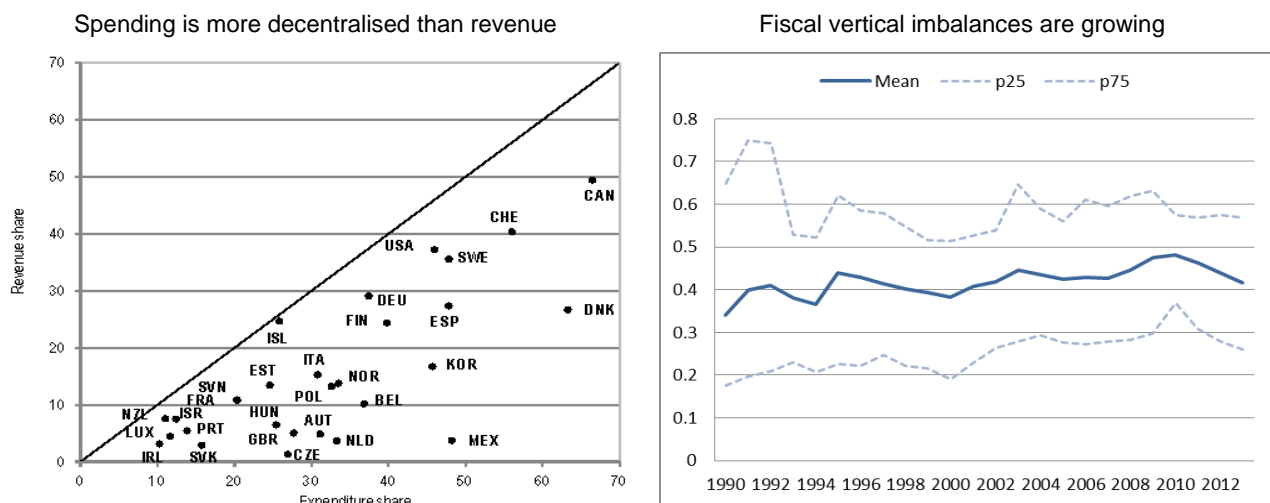 Spending is more decentralised than revenue
Revenue share
70
60
50
40
30
20
10
0
CAN
CHE
USA
SWE
DEU
DNK
FIN
ESP
ISL
ITA
KOR
EST
NOR
SVN
POL
FRA
BEL
NZL
ISR
HUN
AUT
LUX
PRT
GBR
NLD
MEX
IRL
SVK
CZE
0 10 20 30 40 50 60 70
Expenditure share
Fiscal vertical imbalances are growing
Mean p25 p75
0.8
0.7
0.6
0.5
0.4
0.3
0.2
0.1
0
1990 1992 1994 1996 1998 2000 2002 2004 2006 2008 2010 2012